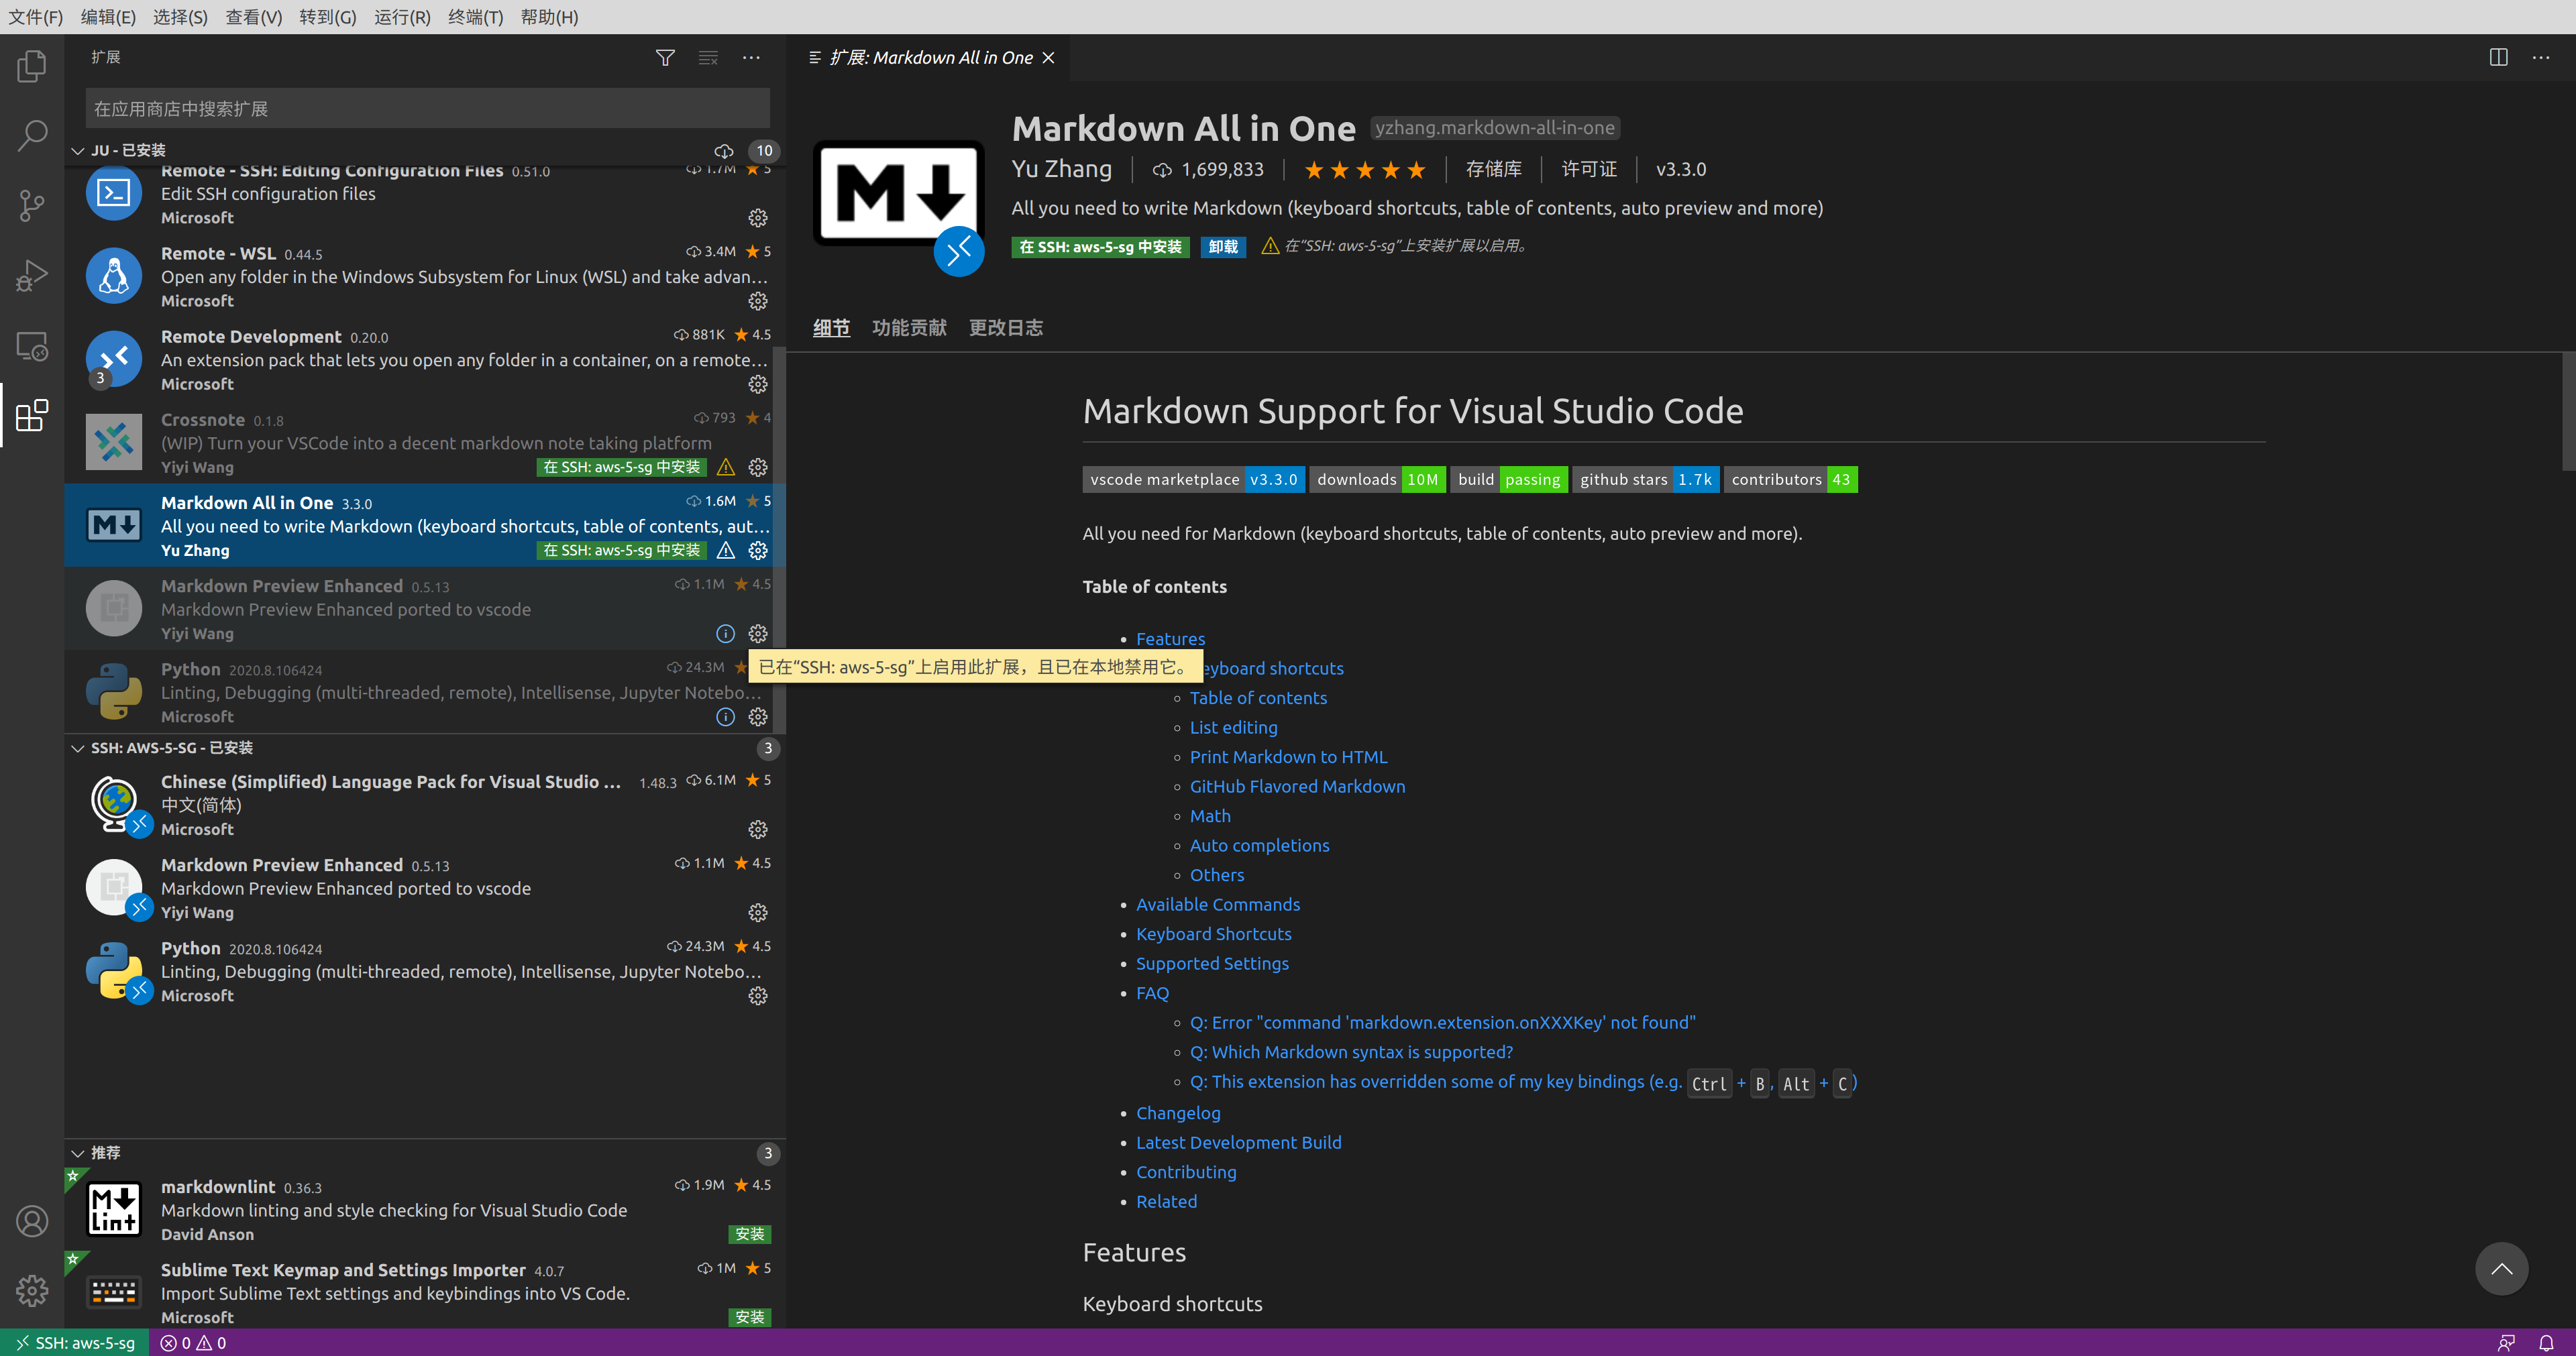 文件(F) 编辑(E) 选择(S) 查看(V) 转到(G) 运行(R) 终端(T) 帮助(H)
扩展
在应用商店中搜索扩展
JU - 已安装 10
Remote - SSH: Editing Configuration Files 0.51.0 1.7M 5
Edit SSH configuration files
Microsoft
Remote - WSL 0.44.5 3.4M 5
Open any folder in the Windows Subsystem for Linux (WSL) and take advan…
Microsoft
Remote Development 0.20.0 881K 4.5
An extension pack that lets you open any folder in a container, on a remote…
3
Microsoft
Crossnote 0.1.8 793 4
(WIP) Turn your VSCode into a decent markdown note taking platform
Yiyi Wang 在 SSH: aws-5-sg 中安装
Markdown All in One 3.3.0 1.6M 5
All you need to write Markdown (keyboard shortcuts, table of contents, aut…
Yu Zhang 在 SSH: aws-5-sg 中安装
Markdown Preview Enhanced 0.5.13 1.1M 4.5
Markdown Preview Enhanced ported to vscode
Yiyi Wang
Python 2020.8.106424 24.3M
Linting, Debugging (multi-threaded, remote), Intellisense, Jupyter Notebo…
Microsoft
已在“SSH: aws-5-sg”上启用此扩展，且已在本地禁用它。
SSH: AWS-5-SG - 已安装 3
Chinese (Simplified) Language Pack for Visual Studio … 1.48.3 6.1M 5
中文(简体)
Microsoft
Markdown Preview Enhanced 0.5.13 1.1M 4.5
Markdown Preview Enhanced ported to vscode
Yiyi Wang
Python 2020.8.106424 24.3M 4.5
Linting, Debugging (multi-threaded, remote), Intellisense, Jupyter Notebo…
Microsoft
推荐 3
M Lint
markdownlint 0.36.3 1.9M 4.5
Markdown linting and style checking for Visual Studio Code
David Anson 安装
Sublime Text Keymap and Settings Importer 4.0.7 1M 5
Import Sublime Text settings and keybindings into VS Code.
Microsoft 安装
扩展: Markdown All in One
Markdown All in One yzhang.markdown-all-in-one
Yu Zhang 1,699,833 存储库 许可证 v3.3.0
All you need to write Markdown (keyboard shortcuts, table of contents, auto preview and more)
在 SSH: aws-5-sg 中安装 卸载 在“SSH: aws-5-sg”上安装扩展以启用。
细节 功能贡献 更改日志
Markdown Support for Visual Studio Code
vscode marketplace v3.3.0 downloads 10M build passing github stars 1.7k contributors 43
All you need for Markdown (keyboard shortcuts, table of contents, auto preview and more).
Table of contents
Features
eyboard shortcuts
Table of contents
List editing
Print Markdown to HTML
GitHub Flavored Markdown
Math
Auto completions
Others
Available Commands
Keyboard Shortcuts
Supported Settings
FAQ
Q: Error "command 'markdown.extension.onXXXKey' not found"
Q: Which Markdown syntax is supported?
Q: This extension has overridden some of my key bindings (e.g. Ctrl + B, Alt + C)
Changelog
Latest Development Build
Contributing
Related
Features
Keyboard shortcuts
SSH: aws-5-sg 0 0